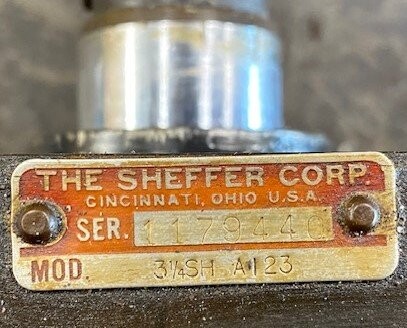 THE SHEFFER CORP.
CINCINNATI, OHIO U.S.A.
SER. 1179440
MOD. 3¼SH A123